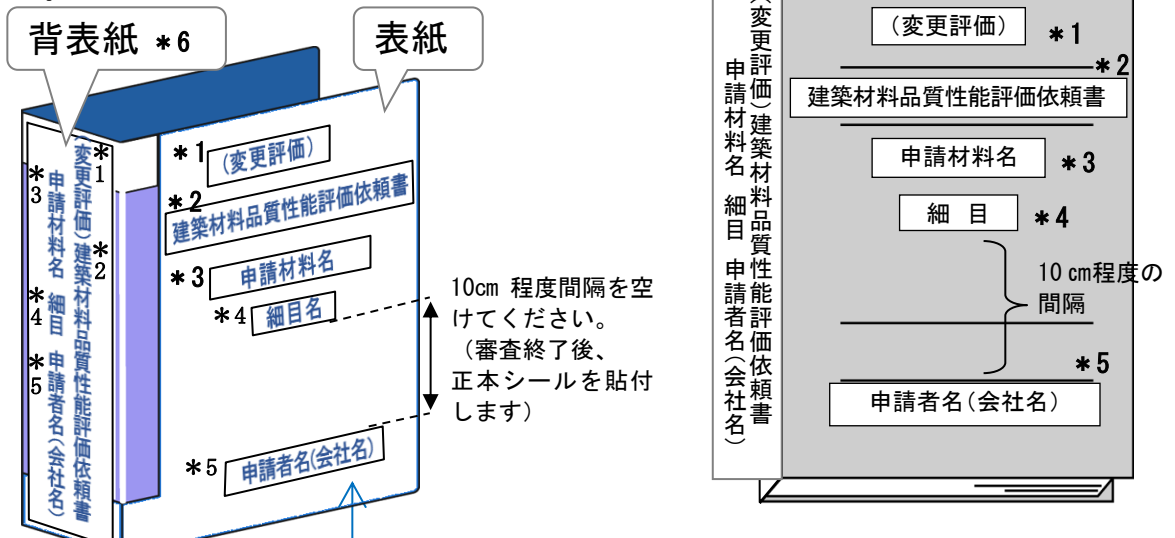 背表紙 *6
表紙
*1
(変更評価)
*2
建築材料品質性能評価依頼書
*3
申請材料名
*4
細目名
*5
申請者名(会社名)
*1
(変更評価)建築材料品質性能評価依頼書
*2
*3
申請材料名 細目 申請者名(会社名)
*4
*5
10cm 程度間隔を空
けてください。
(審査終了後、
正本シールを貼付
します)
変更評価)建築材料品質性能評価依頼書
申請材料名 細目 申請者名(会社名)
(変更評価)
*1
*2
建築材料品質性能評価依頼書
申請材料名
*3
細 目
*4
10 cm程度の
間隔
*5
申請者名(会社名)